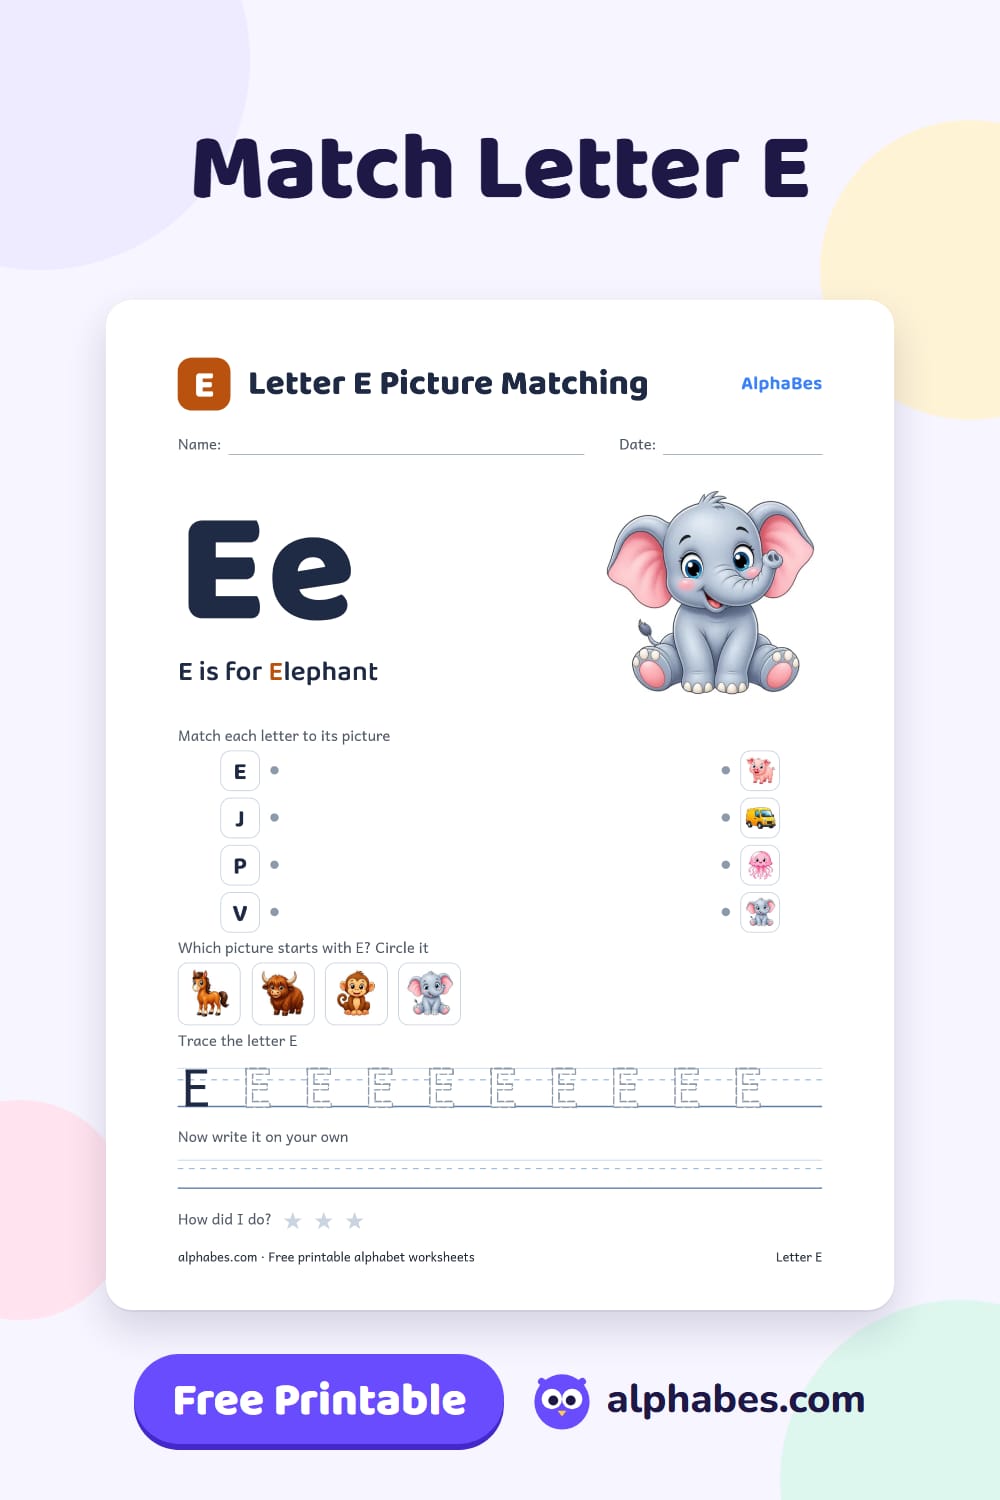 Match Letter E
E Letter E Picture Matching AlphaBes
Name: Date:
Ee
E is for Elephant
Match each letter to its picture
E
J
P
V
Which picture starts with E? Circle it
Trace the letter E
E E E E E E E E E E
Now write it on your own
How did I do?
alphabes.com · Free printable alphabet worksheets Letter E
Free Printable alphabes.com